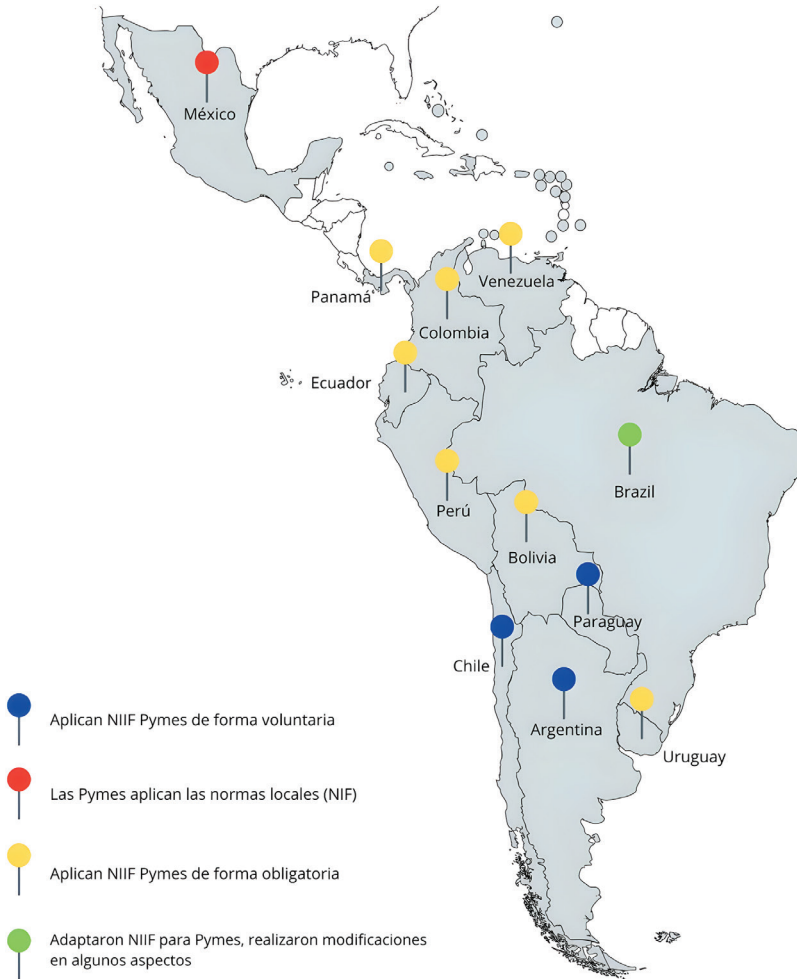 México
Panamá
Venezuela
Colombia
Ecuador
Brazil
Perú
Bolivia
Paraguay
Chile
Argentina
Uruguay
Aplican NIIF Pymes de forma voluntaria
Las Pymes aplican las normas locales (NIF)
Aplican NIIF Pymes de forma obligatoria
Adaptaron NIIF para Pymes, realizaron modificaciones
en algunos aspectos